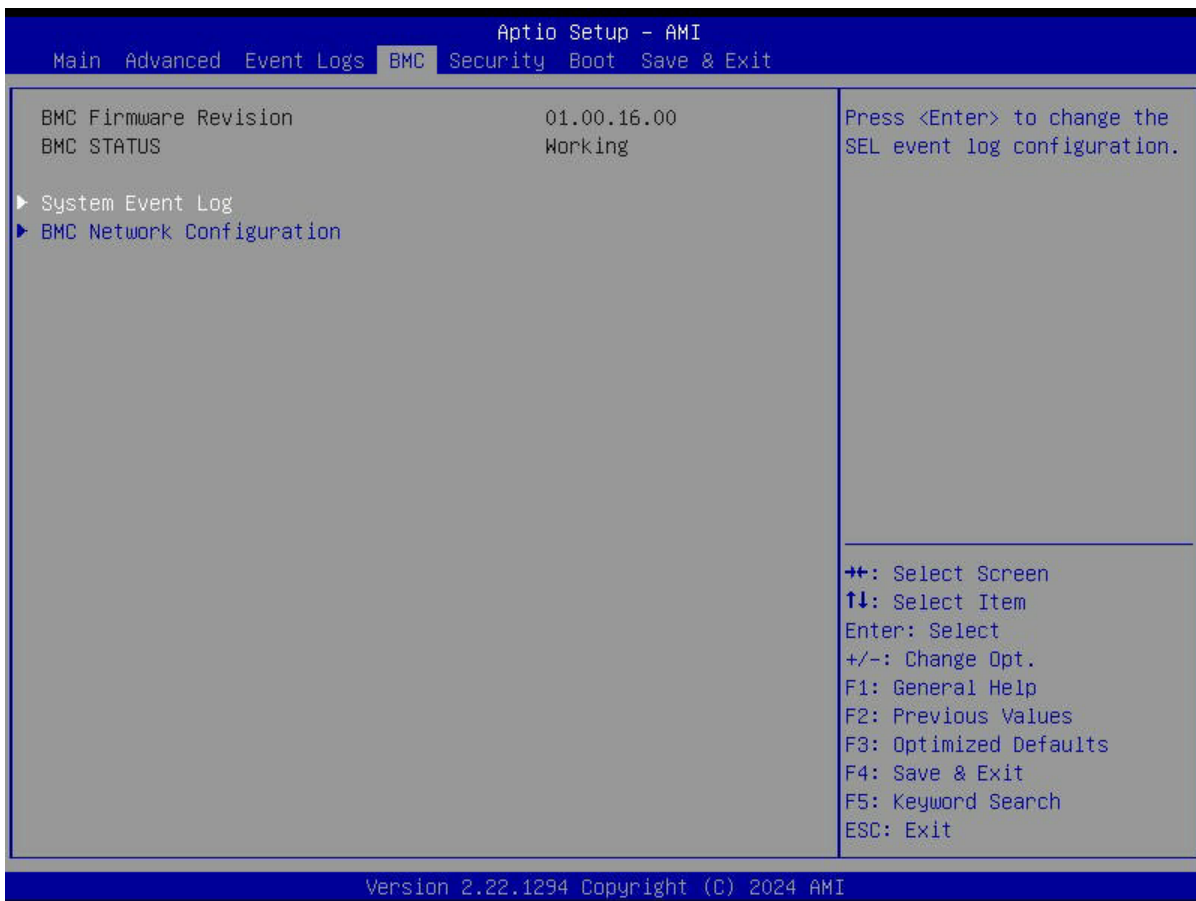 Aptio Setup – AMI
Main Advanced Event Logs BMC Security Boot Save & Exit
BMC Firmware Revision 01.00.16.00
BMC STATUS Working
▶ System Event Log
▶ BMC Network Configuration
Press <Enter> to change the
SEL event log configuration.
→←: Select Screen
↑↓: Select Item
Enter: Select
+/-: Change Opt.
F1: General Help
F2: Previous Values
F3: Optimized Defaults
F4: Save & Exit
F5: Keyword Search
ESC: Exit
Version 2.22.1294 Copyright (C) 2024 AMI